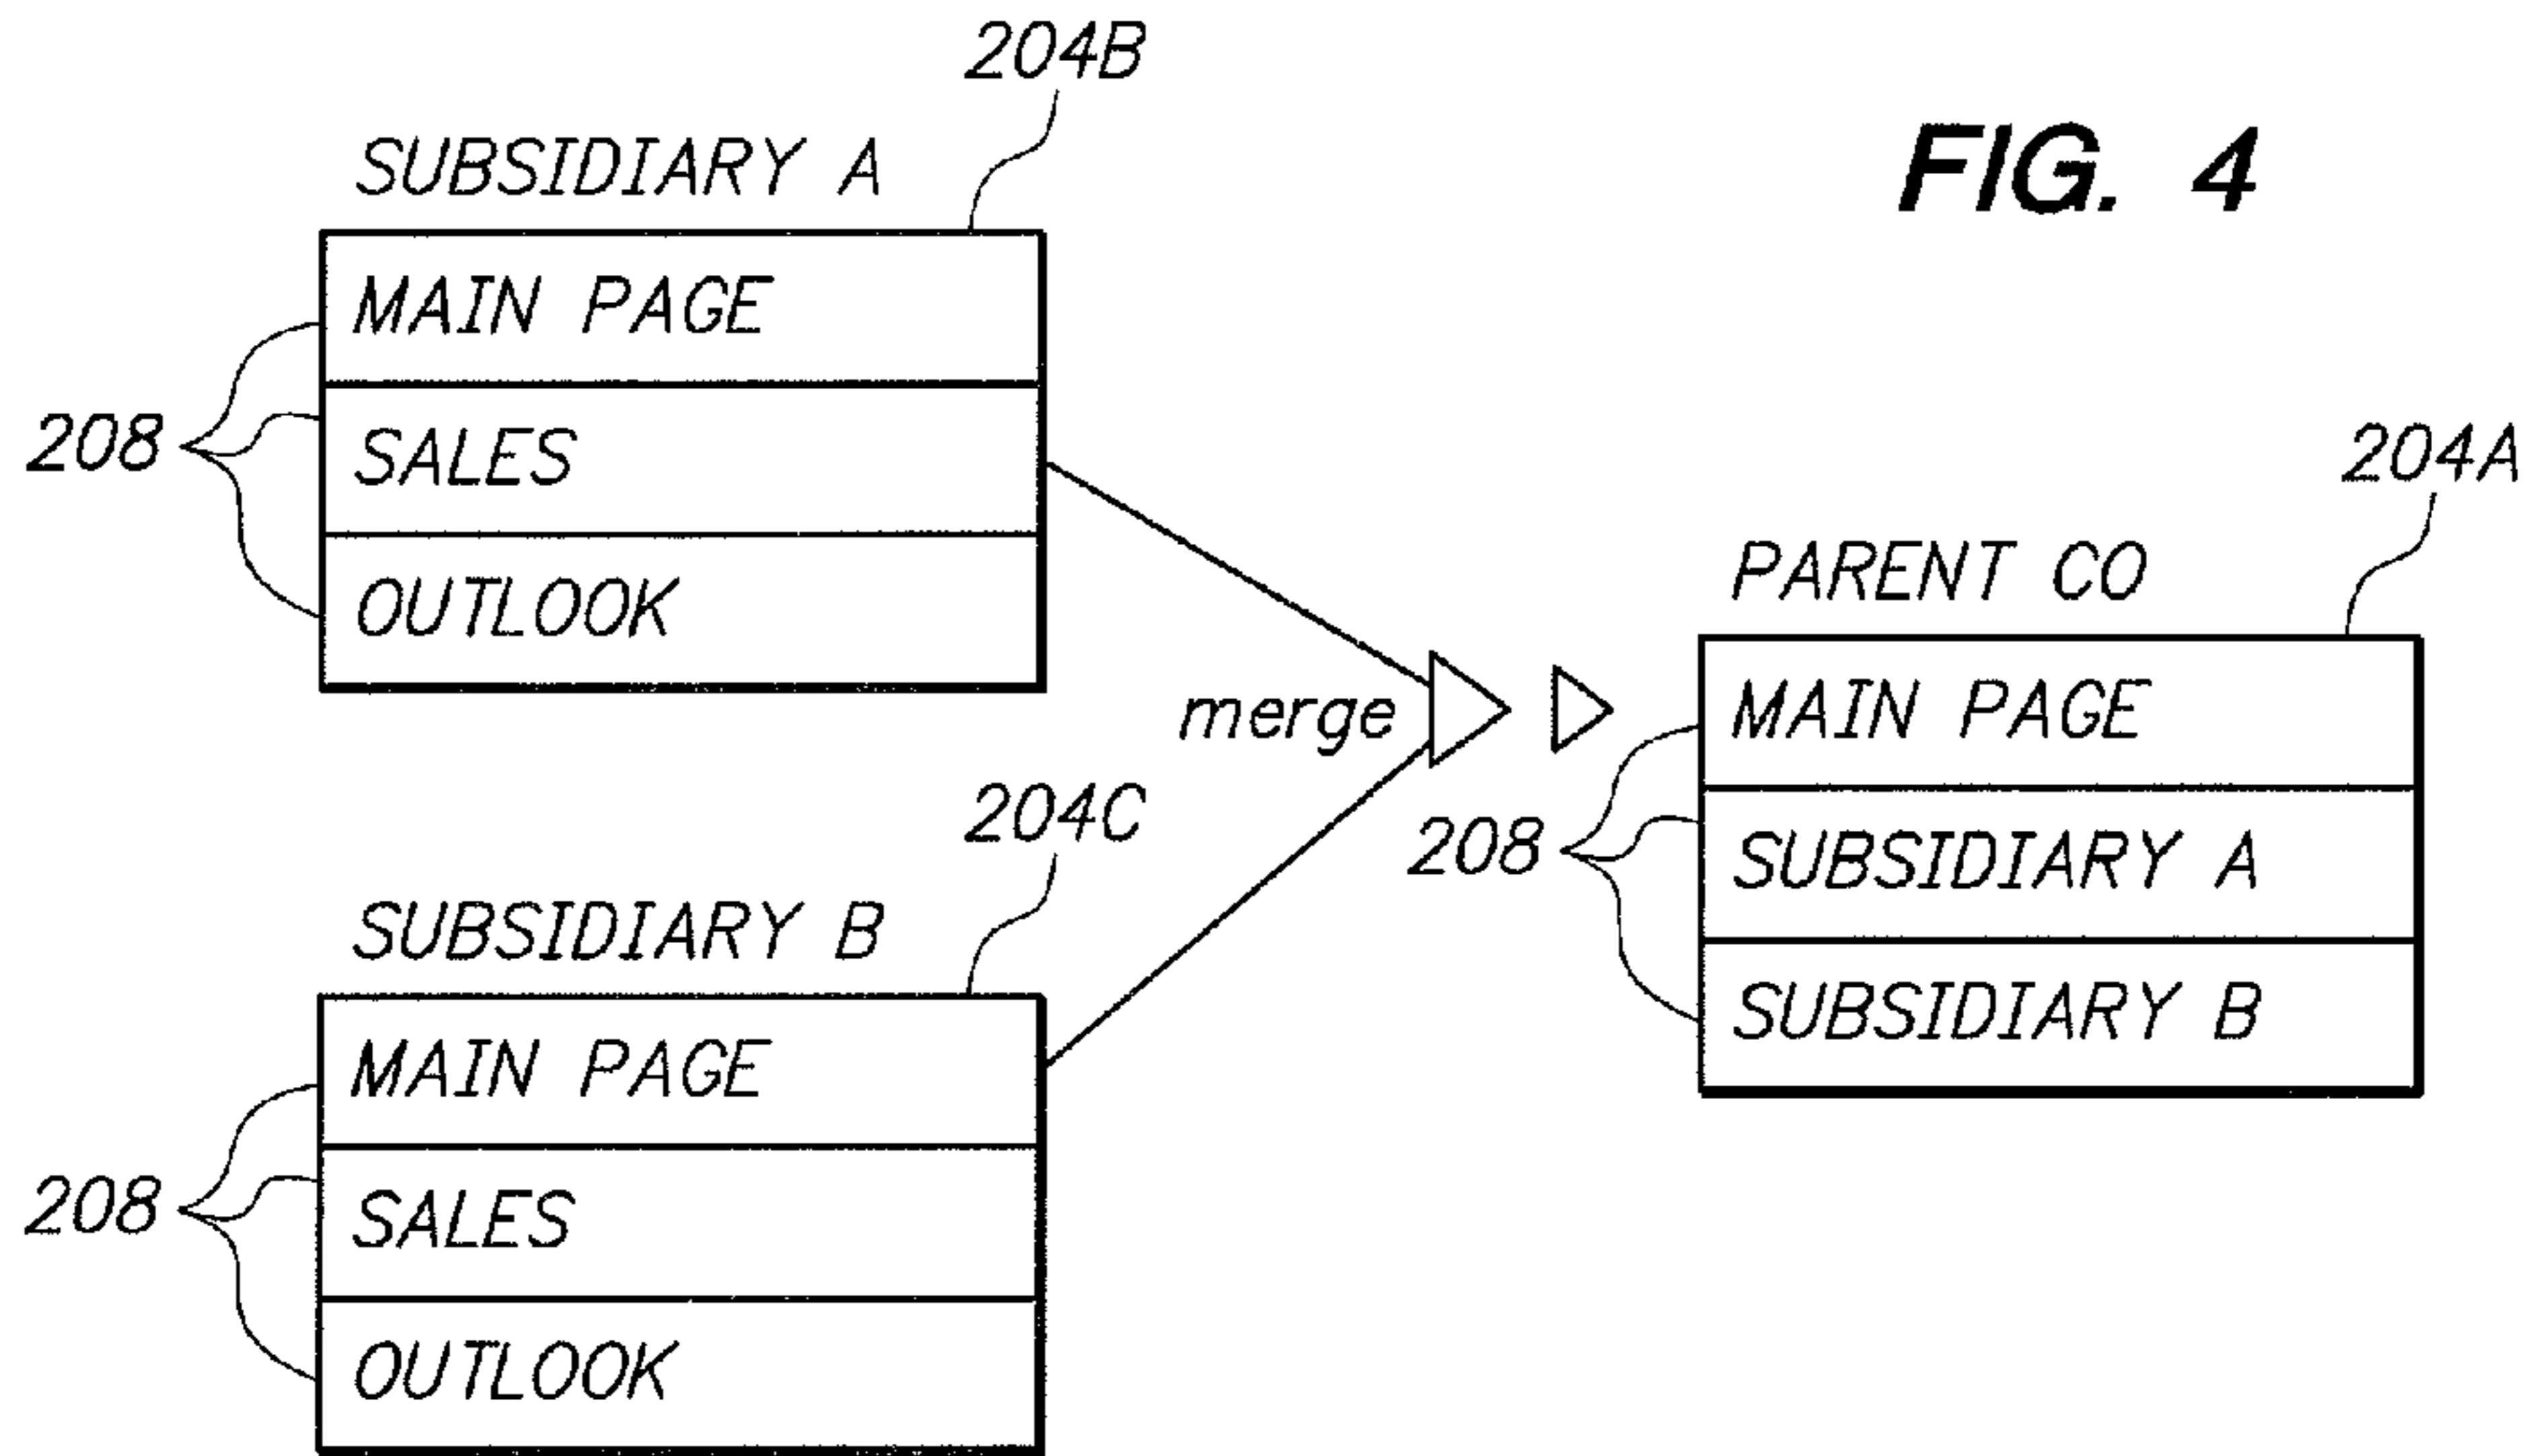 204B
FIG. 4
SUBSIDIARY A
MAIN PAGE
208
SALES
OUTLOOK
204A
PARENT CO
merge
MAIN PAGE
208
SUBSIDIARY A
SUBSIDIARY B
204C
SUBSIDIARY B
MAIN PAGE
208
SALES
OUTLOOK